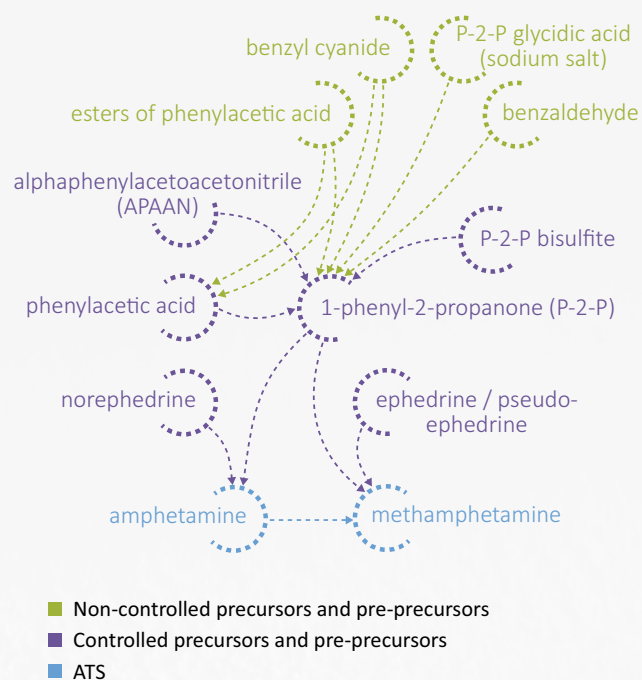 benzyl cyanide
P-2-P glycidic acid
(sodium salt)
esters of phenylacetic acid
benzaldehyde
alphaphenylacetoacetonitrile
(APAAN)
P-2-P bisulfite
phenylacetic acid
1-phenyl-2-propanone (P-2-P)
norephedrine
ephedrine / pseudo-
ephedrine
amphetamine
methamphetamine
Non-controlled precursors and pre-precursors
Controlled precursors and pre-precursors
ATS